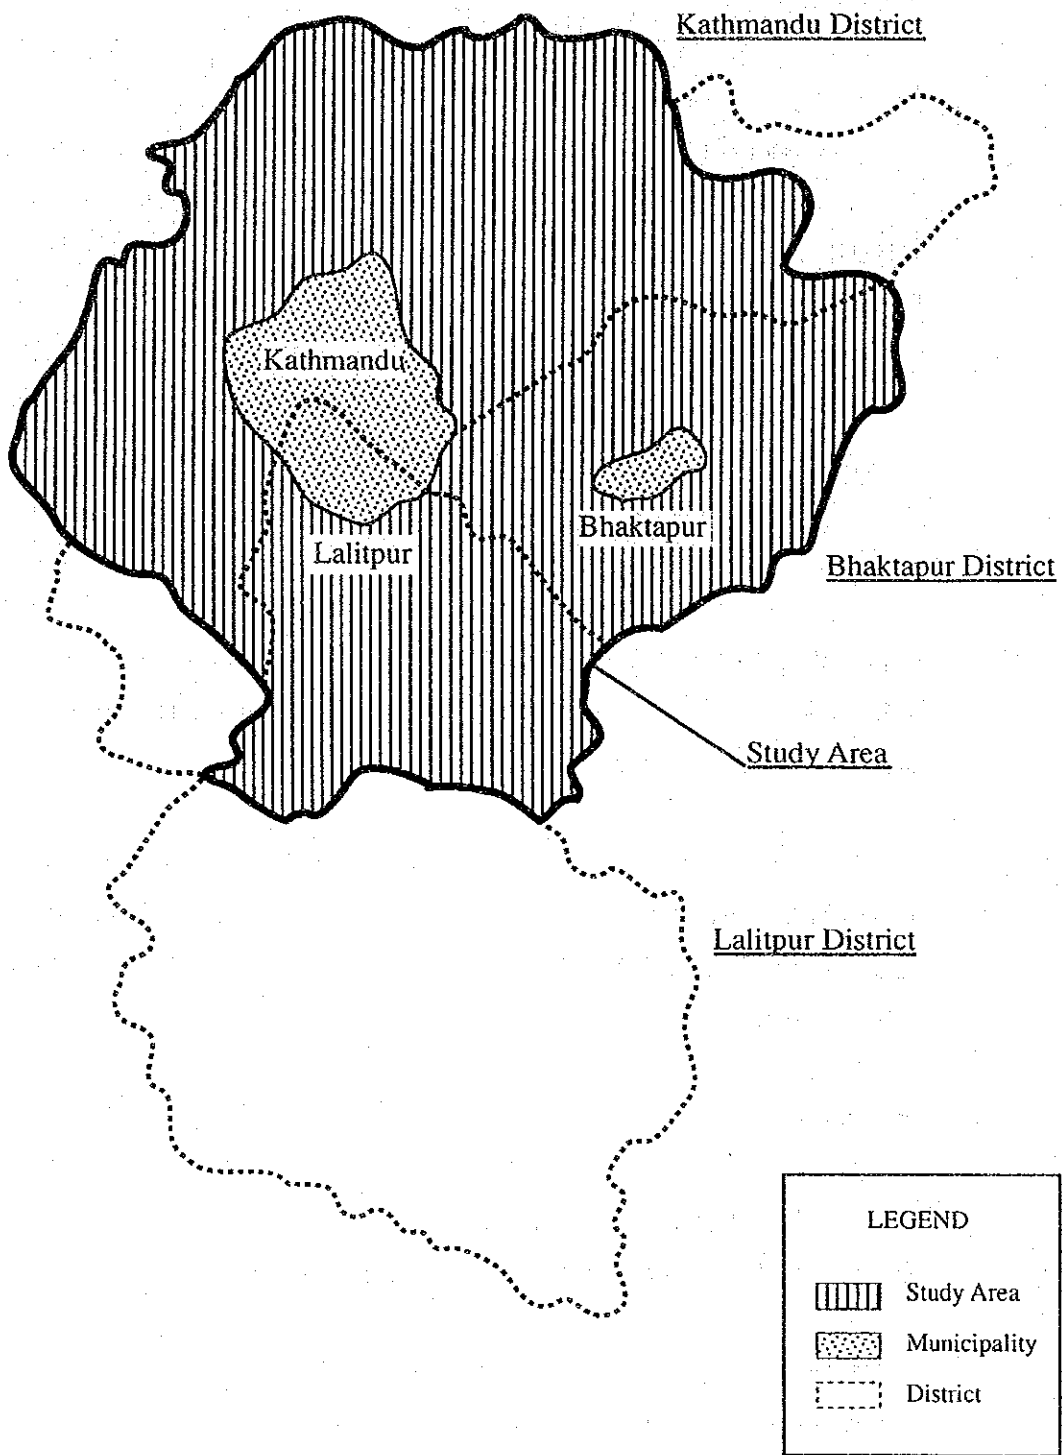 Kathmandu District
Kathmandu
Bhaktapur
Lalitpur
Bhaktapur District
Study Area
Lalitpur District
LEGEND
Study Area
Municipality
District